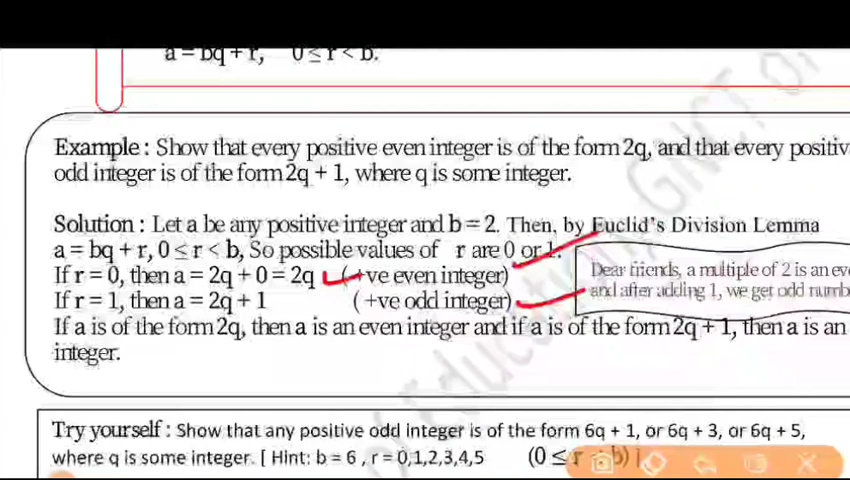 a = bq + r, 0 ≤ r < b.
Example : Show that every positive even integer is of the form 2q, and that every positiv
odd integer is of the form 2q + 1, where q is some integer.
Solution : Let a be any positive integer and b = 2. Then, by Euclid's Division Lemma
a = bq + r, 0 ≤ r < b, So possible values of r are 0 or 1.
If r = 0, then a = 2q + 0 = 2q (+ve even integer)
If r = 1, then a = 2q + 1 (+ve odd integer)
Dear friends, a multiple of 2 is an ev
and after adding 1, we get odd numb
If a is of the form 2q, then a is an even integer and if a is of the form 2q + 1, then a is an
integer.
Try yourself : Show that any positive odd integer is of the form 6q + 1, or 6q + 3, or 6q + 5,
where q is some integer. [ Hint: b = 6 , r = 0,1,2,3,4,5 (0 ≤ r < b) ]
of Education, GNCT of